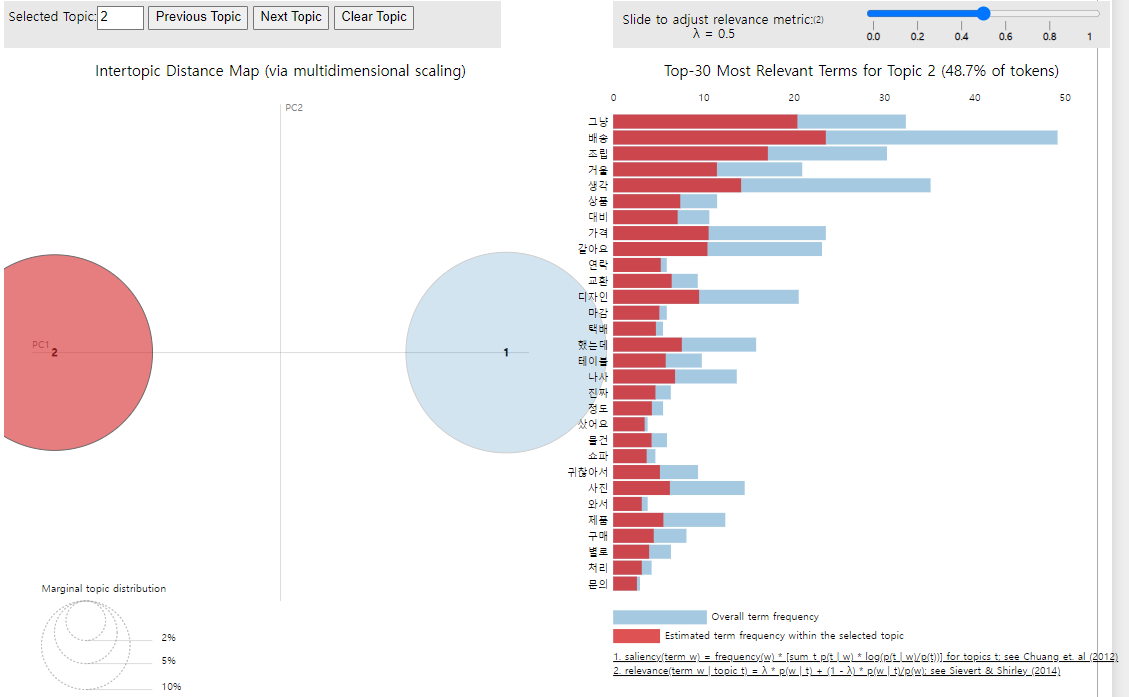 Selected Topic: 2 Previous Topic Next Topic Clear Topic
Slide to adjust relevance metric:(2)
λ = 0.5
0.0 0.2 0.4 0.6 0.8 1
Intertopic Distance Map (via multidimensional scaling)
PC2
PC1
2
1
Marginal topic distribution
2%
5%
10%
Top-30 Most Relevant Terms for Topic 2 (48.7% of tokens)
0 10 20 30 40 50
그냥
배송
조립
거울
생각
상품
대비
가격
같아요
연락
교환
디자인
마감
택배
했는데
테이블
나사
진짜
정도
샀어요
물건
쇼파
귀찮아서
사진
와서
제품
구매
별로
처리
문의
Overall term frequency
Estimated term frequency within the selected topic
1. saliency(term w) = frequency(w) * [sum_t p(t | w) * log(p(t | w)/p(t))] for topics t; see Chuang et. al (2012)
2. relevance(term w | topic t) = λ * p(w | t) + (1 - λ) * p(w | t)/p(w); see Sievert & Shirley (2014)